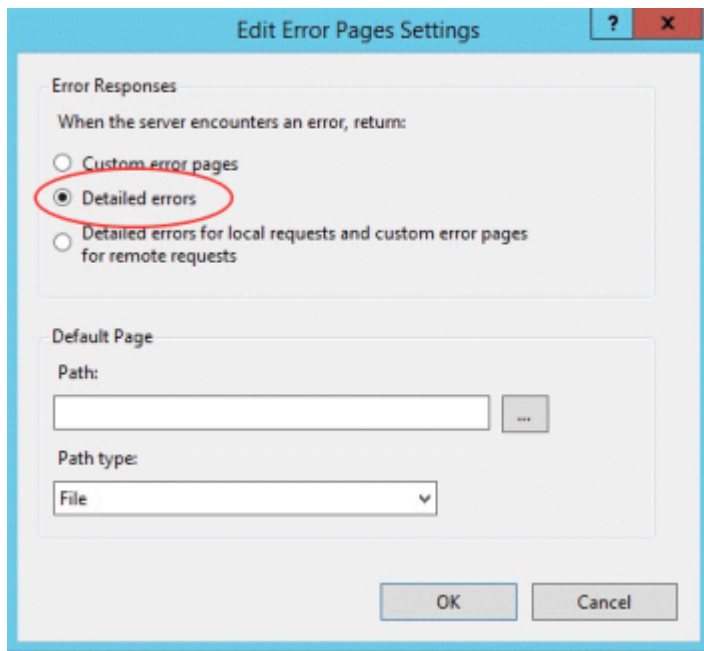 Edit Error Pages Settings
?
x
Error Responses
When the server encounters an error, return:
Custom error pages
Detailed errors
Detailed errors for local requests and custom error pages
for remote requests
Default Page
Path:
...
Path type:
File
OK
Cancel